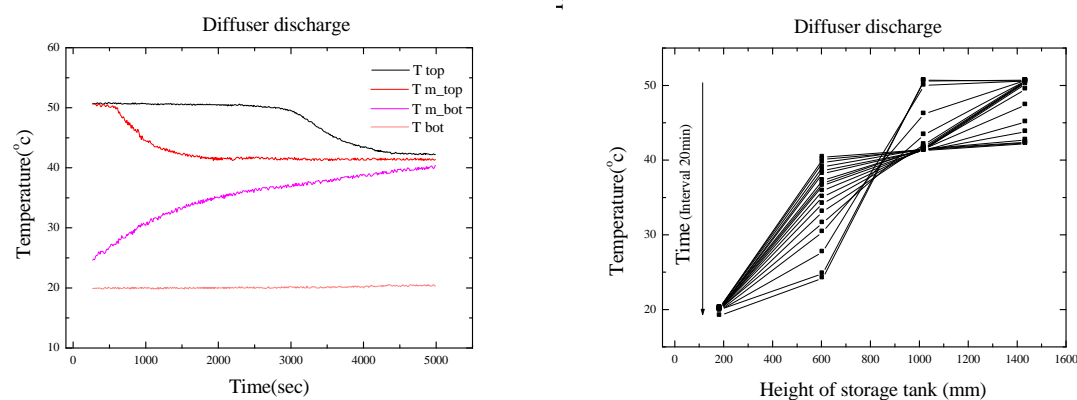 Diffuser discharge
60
50
40
30
20
10
0
1000
2000
3000
4000
5000
T top
T m_top
T m_bot
T bot
Temperature(°c)
Time(sec)
Diffuser discharge
50
40
30
20
0
200
400
600
800
1000
1200
1400
1600
Temperature(°c)
Time (Interval 20min)
Height of storage tank (mm)